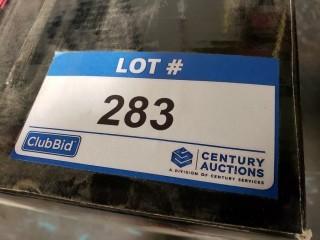 LOT #
283
ClubBid
CENTURY
AUCTIONS
A DIVISION OF CENTURY SERVICES